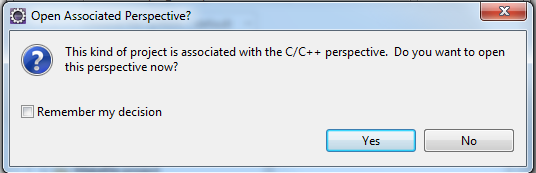 Open Associated Perspective?
This kind of project is associated with the C/C++ perspective. Do you want to open
this perspective now?
Remember my decision
Yes
No